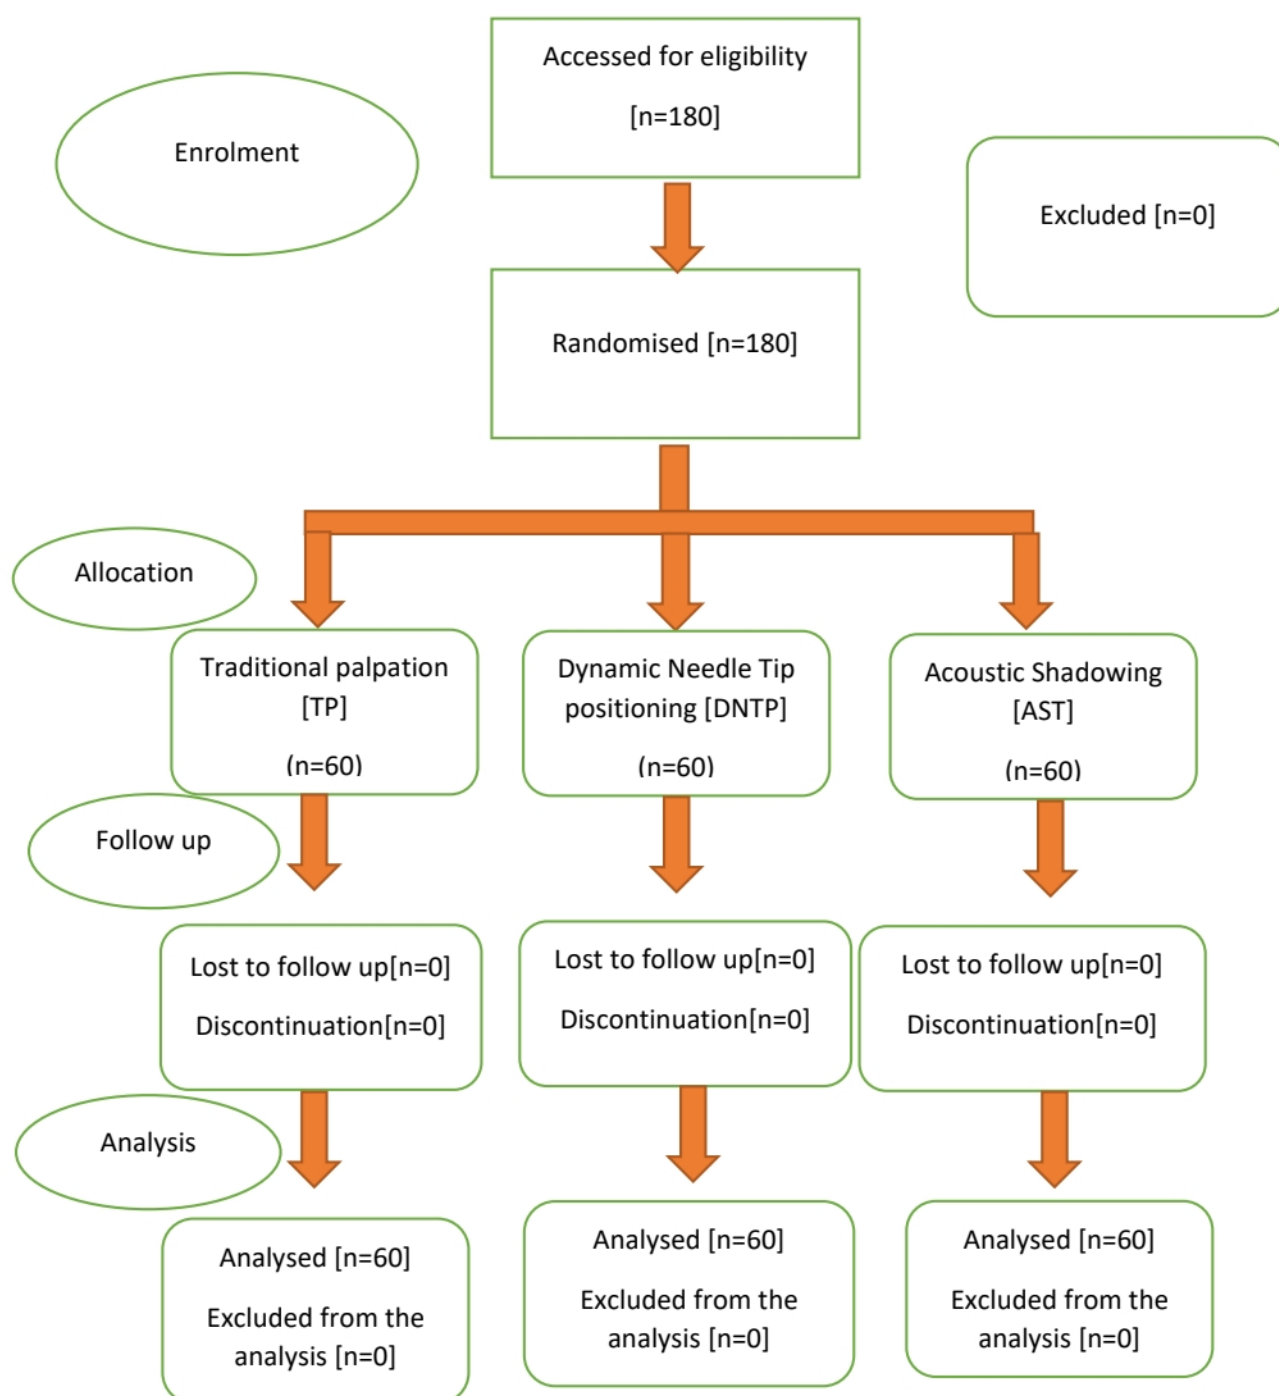 Accessed for eligibility
[n=180]
Enrolment
Excluded [n=0]
Randomised [n=180]
Allocation
Traditional palpation
[TP]
(n=60)
Dynamic Needle Tip
positioning [DNTP]
(n=60)
Acoustic Shadowing
[AST]
(n=60)
Follow up
Lost to follow up[n=0]
Discontinuation[n=0]
Lost to follow up[n=0]
Discontinuation[n=0]
Lost to follow up[n=0]
Discontinuation[n=0]
Analysis
Analysed [n=60]
Excluded from the
analysis [n=0]
Analysed [n=60]
Excluded from the
analysis [n=0]
Analysed [n=60]
Excluded from the
analysis [n=0]